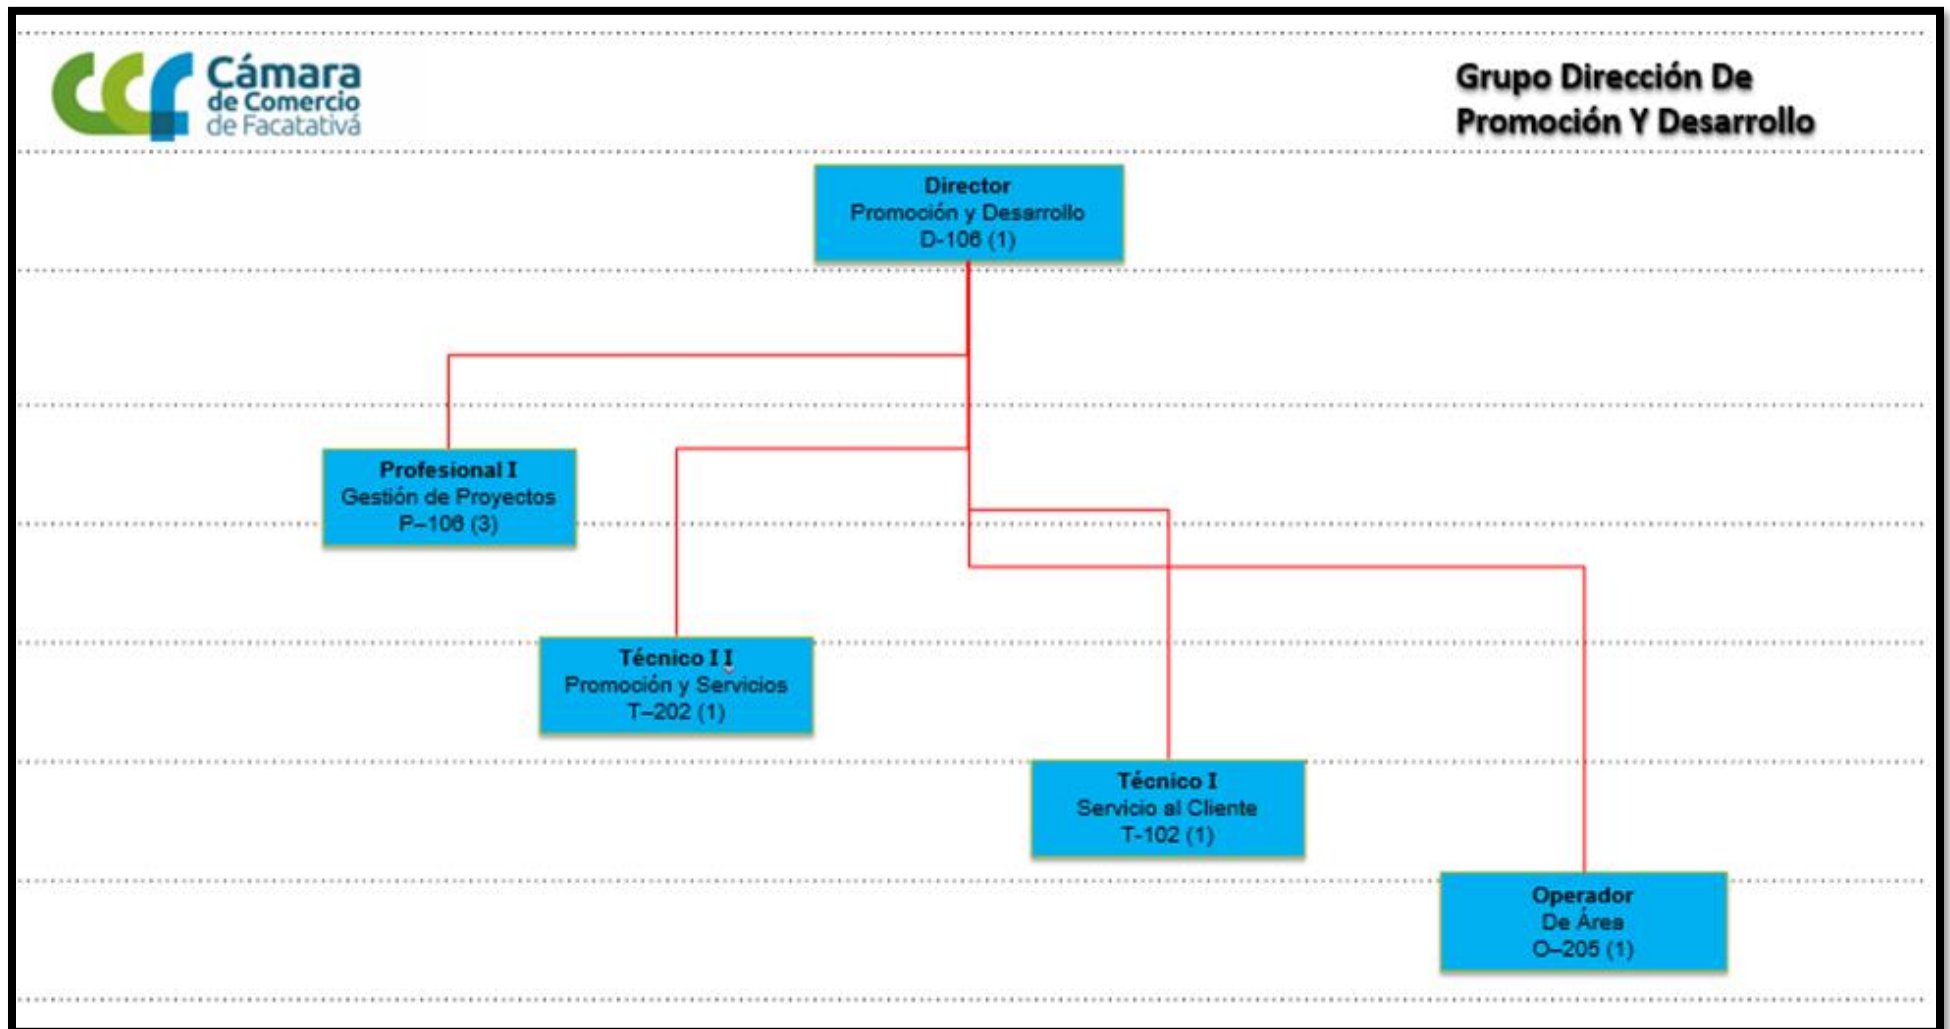 Cámara
de Comercio
de Facatativá
Grupo Dirección De
Promoción Y Desarrollo
Director
Promoción y Desarrollo
D-106 (1)
Profesional I
Gestión de Proyectos
P–106 (3)
Técnico I I
Promoción y Servicios
T–202 (1)
Técnico I
Servicio al Cliente
T-102 (1)
Operador
De Área
O–205 (1)